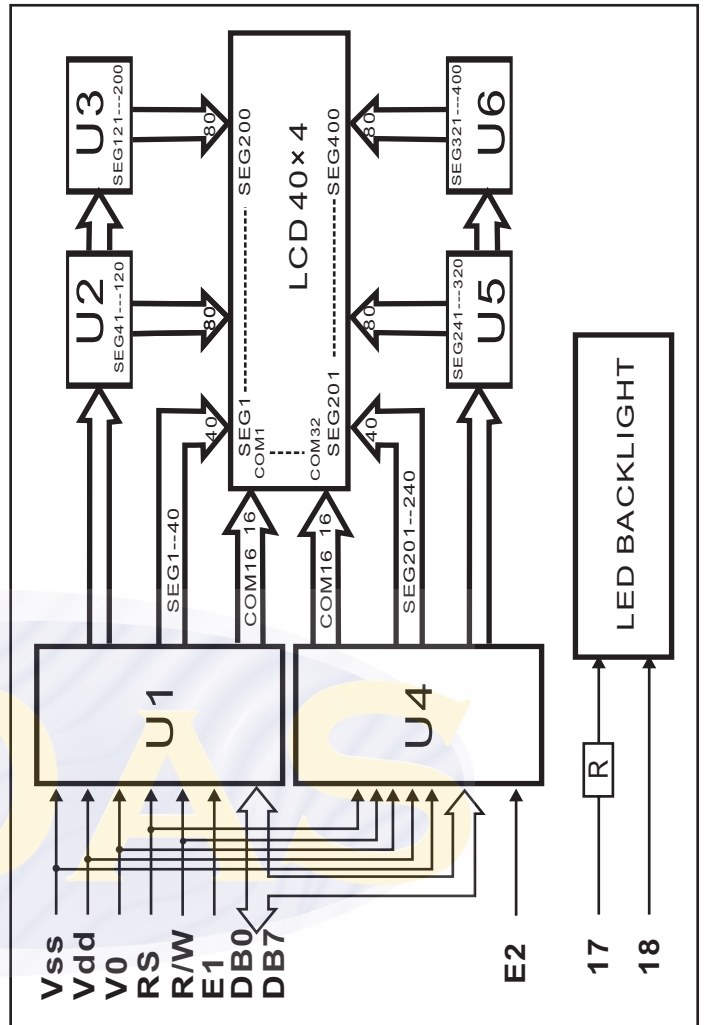 U2
SEG41---120
U3
SEG121---200
80
80
Vss
Vdd
V0
RS
R/W
E1
DB0
DB7
U1
SEG1--40
40
COM16 16
SEG1 SEG200
COM1
LCD 40×4
COM32
SEG201 SEG400
COM16 16
SEG201--240
40
80
80
U4
E2
U5
SEG241---320
U6
SEG321---400
17
R
18
LED BACKLIGHT
DAS